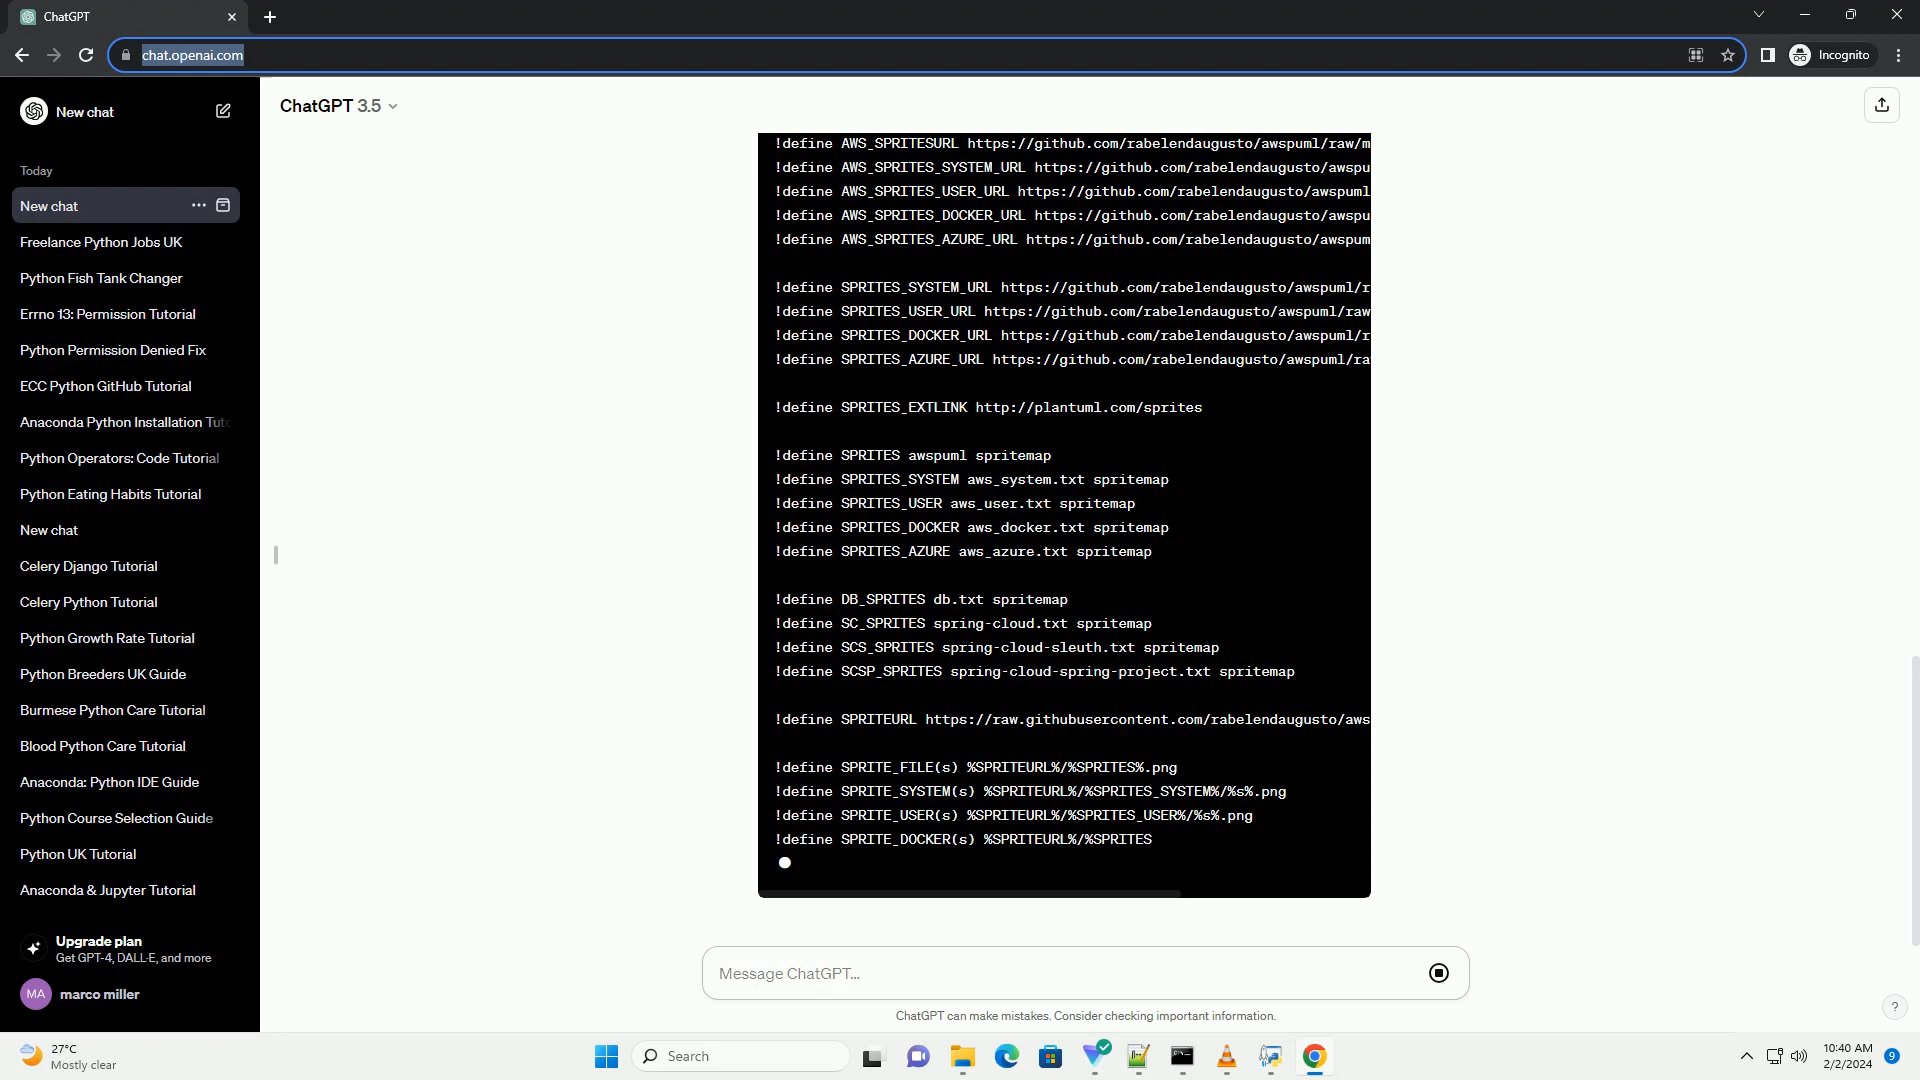 ChatGPT
chat.openai.com
Incognito
New chat
Today
New chat
Freelance Python Jobs UK
Python Fish Tank Changer
Errno 13: Permission Tutorial
Python Permission Denied Fix
ECC Python GitHub Tutorial
Anaconda Python Installation Tuto
Python Operators: Code Tutorial
Python Eating Habits Tutorial
New chat
Celery Django Tutorial
Celery Python Tutorial
Python Growth Rate Tutorial
Python Breeders UK Guide
Burmese Python Care Tutorial
Blood Python Care Tutorial
Anaconda: Python IDE Guide
Python Course Selection Guide
Python UK Tutorial
Anaconda & Jupyter Tutorial
Upgrade plan
Get GPT-4, DALL·E, and more
MA marco miller
ChatGPT 3.5
!define AWS_SPRITESURL https://github.com/rabelendaugusto/awspuml/raw/m
!define AWS_SPRITES_SYSTEM_URL https://github.com/rabelendaugusto/awspu
!define AWS_SPRITES_USER_URL https://github.com/rabelendaugusto/awspuml
!define AWS_SPRITES_DOCKER_URL https://github.com/rabelendaugusto/awspu
!define AWS_SPRITES_AZURE_URL https://github.com/rabelendaugusto/awspum
!define SPRITES_SYSTEM_URL https://github.com/rabelendaugusto/awspuml/r
!define SPRITES_USER_URL https://github.com/rabelendaugusto/awspuml/raw
!define SPRITES_DOCKER_URL https://github.com/rabelendaugusto/awspuml/r
!define SPRITES_AZURE_URL https://github.com/rabelendaugusto/awspuml/ra
!define SPRITES_EXTLINK http://plantuml.com/sprites
!define SPRITES awspuml spritemap
!define SPRITES_SYSTEM aws_system.txt spritemap
!define SPRITES_USER aws_user.txt spritemap
!define SPRITES_DOCKER aws_docker.txt spritemap
!define SPRITES_AZURE aws_azure.txt spritemap
!define DB_SPRITES db.txt spritemap
!define SC_SPRITES spring-cloud.txt spritemap
!define SCS_SPRITES spring-cloud-sleuth.txt spritemap
!define SCSP_SPRITES spring-cloud-spring-project.txt spritemap
!define SPRITEURL https://raw.githubusercontent.com/rabelendaugusto/aws
!define SPRITE_FILE(s) %SPRITEURL%/%SPRITES%.png
!define SPRITE_SYSTEM(s) %SPRITEURL%/%SPRITES_SYSTEM%/%s%.png
!define SPRITE_USER(s) %SPRITEURL%/%SPRITES_USER%/%s%.png
!define SPRITE_DOCKER(s) %SPRITEURL%/%SPRITES
Message ChatGPT...
ChatGPT can make mistakes. Consider checking important information.
?
27°C
Mostly clear
Search
10:40 AM
2/2/2024
9